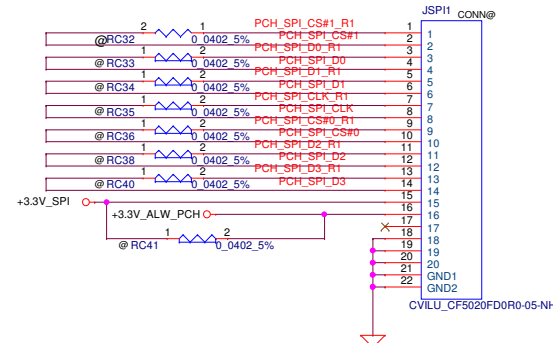 JSPI1 CONN@
2 1 PCH_SPI_CS#1_R1 1 1
@RC32 0_0402_5% PCH_SPI_CS#1 2 2
1 2 PCH_SPI_D0_R1 3 3
@ RC33 0_0402_5% PCH_SPI_D0 4 4
1 2 PCH_SPI_D1_R1 5 5
@ RC34 0_0402_5% PCH_SPI_D1 6 6
1 2 PCH_SPI_CLK_R1 7 7
@ RC35 0_0402_5% PCH_SPI_CLK 8 8
1 2 PCH_SPI_CS#0_R1 9 9
@ RC36 0_0402_5% PCH_SPI_CS#0 10 10
1 2 PCH_SPI_D2_R1 11 11
@ RC38 0_0402_5% PCH_SPI_D2 12 12
1 2 PCH_SPI_D3_R1 13 13
@ RC40 0_0402_5% PCH_SPI_D3 14 14
+3.3V_SPI 15 15
+3.3V_ALW_PCH 16 16
17 17
1 2 18 18
@ RC41 0_0402_5% 19 19
20 20
21 GND1
22 GND2
CVILU_CF5020FD0R0-05-NH